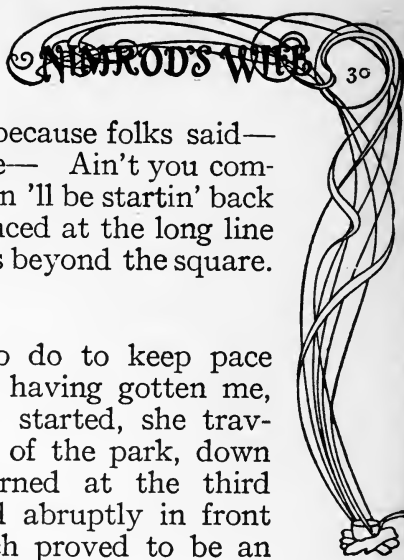 NIMROD'S WIFE 30
because folks said—
e— Ain't you com-
n 'll be startin' back
nced at the long line
s beyond the square.
o do to keep pace
having gotten me,
started, she trav-
of the park, down
rned at the third
d abruptly in front
ch proved to be an